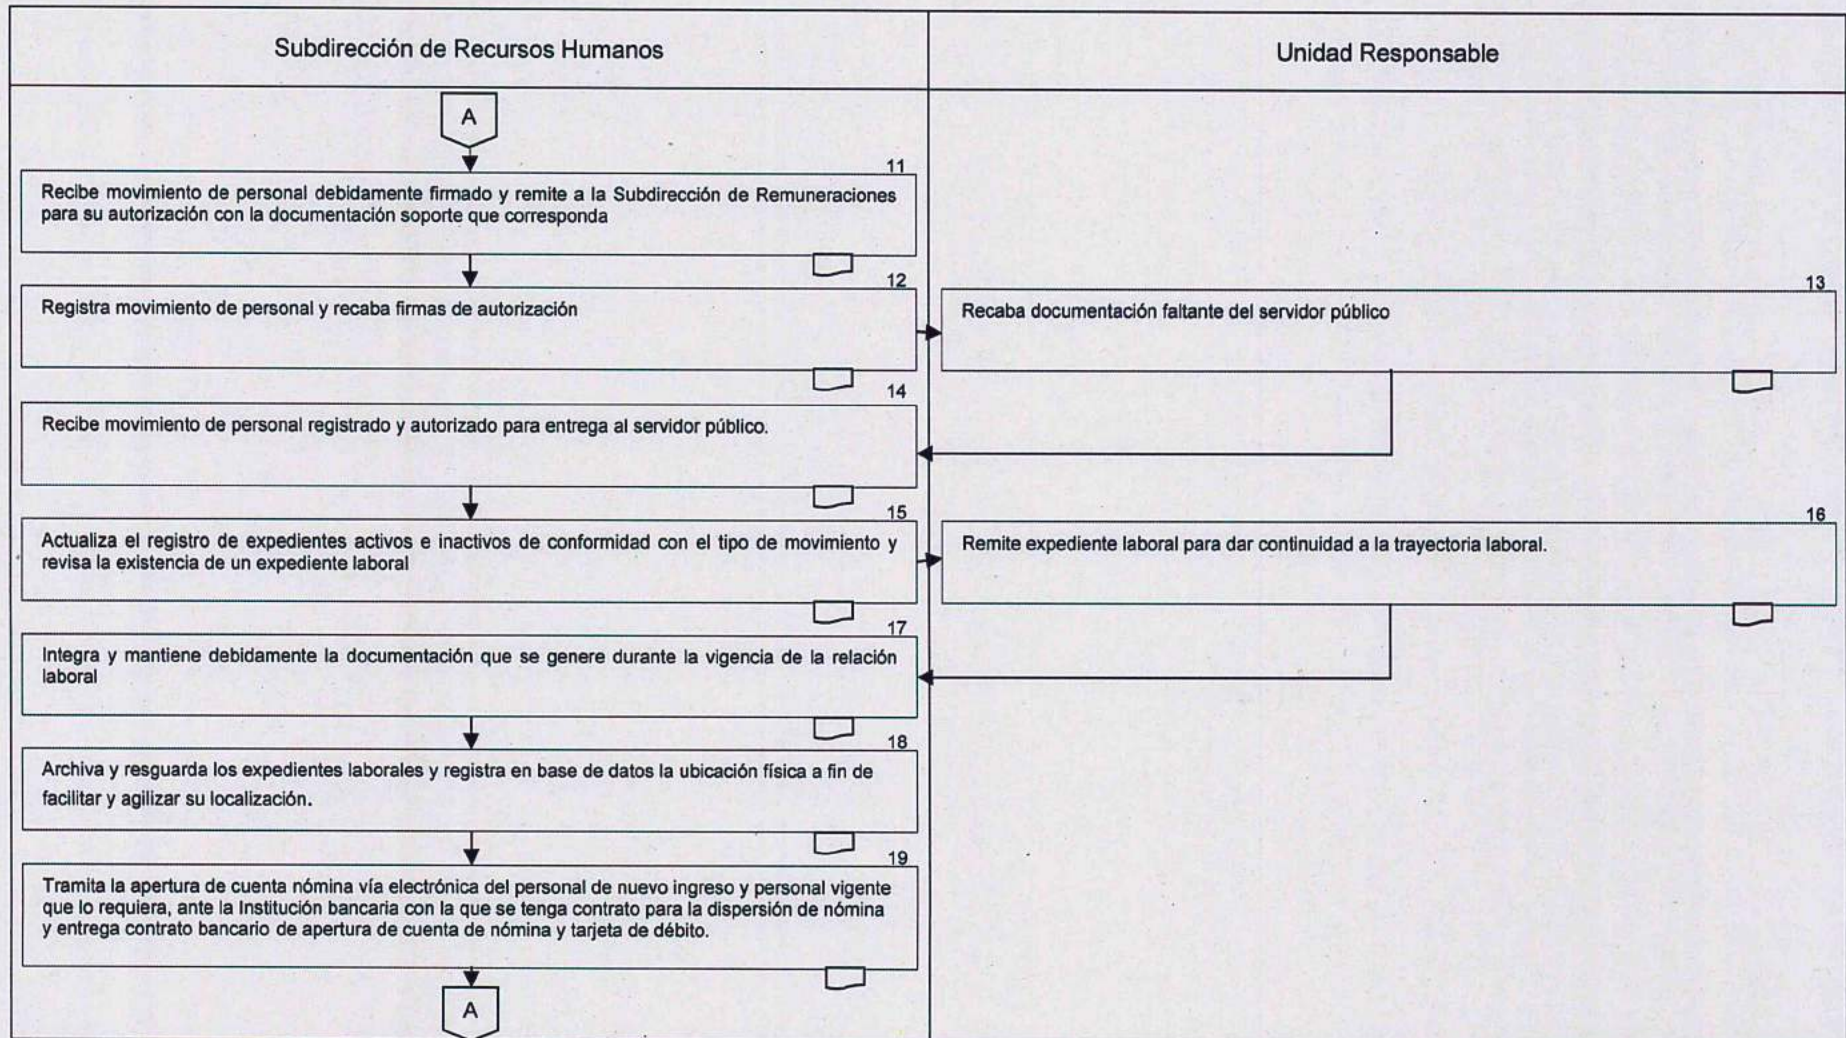 Subdirección de Recursos Humanos
Unidad Responsable
A
11
Recibe movimiento de personal debidamente firmado y remite a la Subdirección de Remuneraciones
para su autorización con la documentación soporte que corresponda
12
Registra movimiento de personal y recaba firmas de autorización
13
Recaba documentación faltante del servidor público
14
Recibe movimiento de personal registrado y autorizado para entrega al servidor público.
15
Actualiza el registro de expedientes activos e inactivos de conformidad con el tipo de movimiento y
revisa la existencia de un expediente laboral
16
Remite expediente laboral para dar continuidad a la trayectoria laboral.
17
Integra y mantiene debidamente la documentación que se genere durante la vigencia de la relación
laboral
18
Archiva y resguarda los expedientes laborales y registra en base de datos la ubicación física a fin de
facilitar y agilizar su localización.
19
Tramita la apertura de cuenta nómina vía electrónica del personal de nuevo ingreso y personal vigente
que lo requiera, ante la Institución bancaria con la que se tenga contrato para la dispersión de nómina
y entrega contrato bancario de apertura de cuenta de nómina y tarjeta de débito.
A